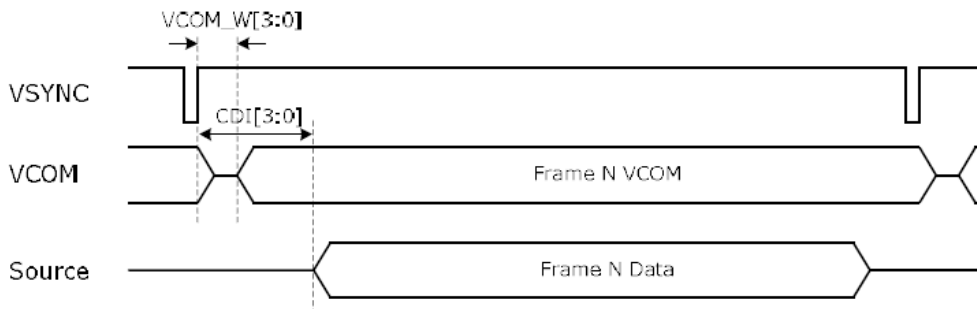 VCOM_W[3:0]
VSYNC
CDI[3:0]
VCOM
Frame N VCOM
Source
Frame N Data